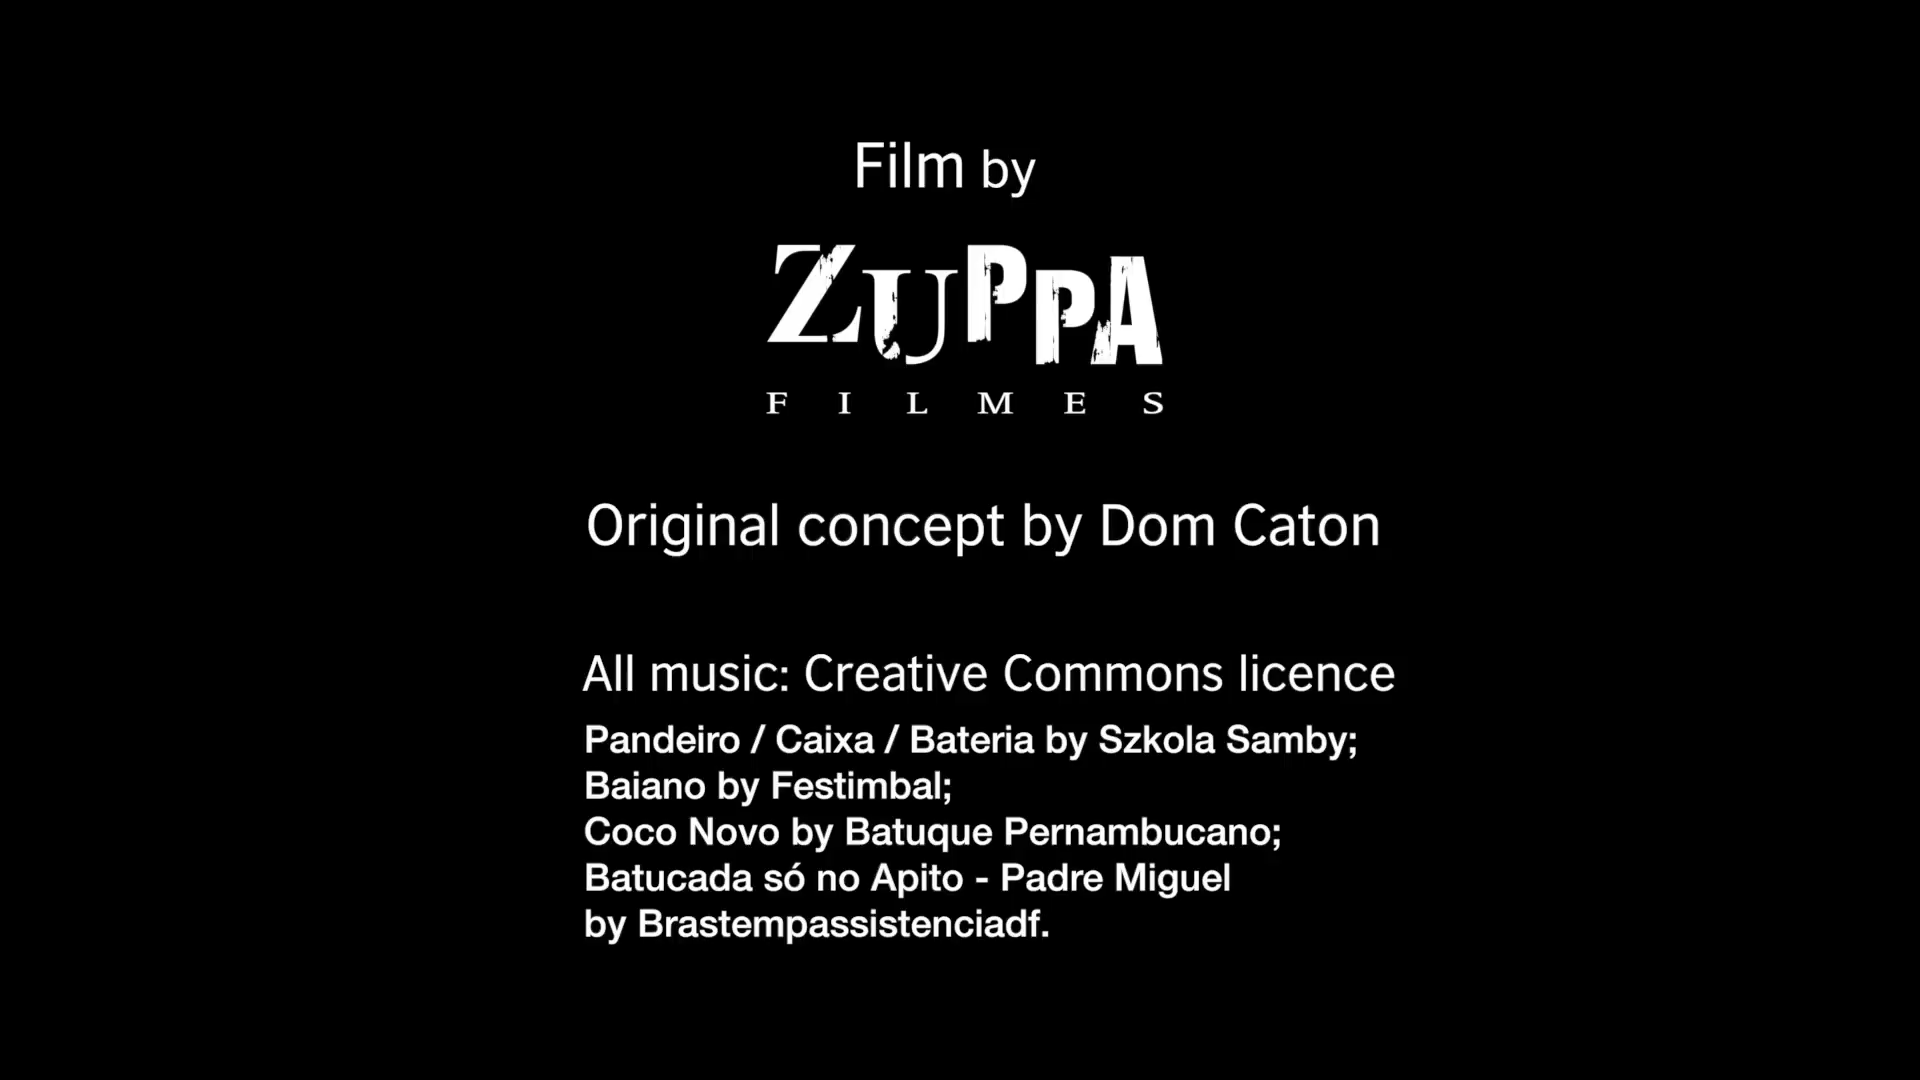 Film by
ZUPPA
FILMES
Original concept by Dom Caton
All music: Creative Commons licence
Pandeiro / Caixa / Bateria by Szkola Samby;
Baiano by Festimbal;
Coco Novo by Batuque Pernambucano;
Batucada só no Apito - Padre Miguel
by Brastempassistenciadf.